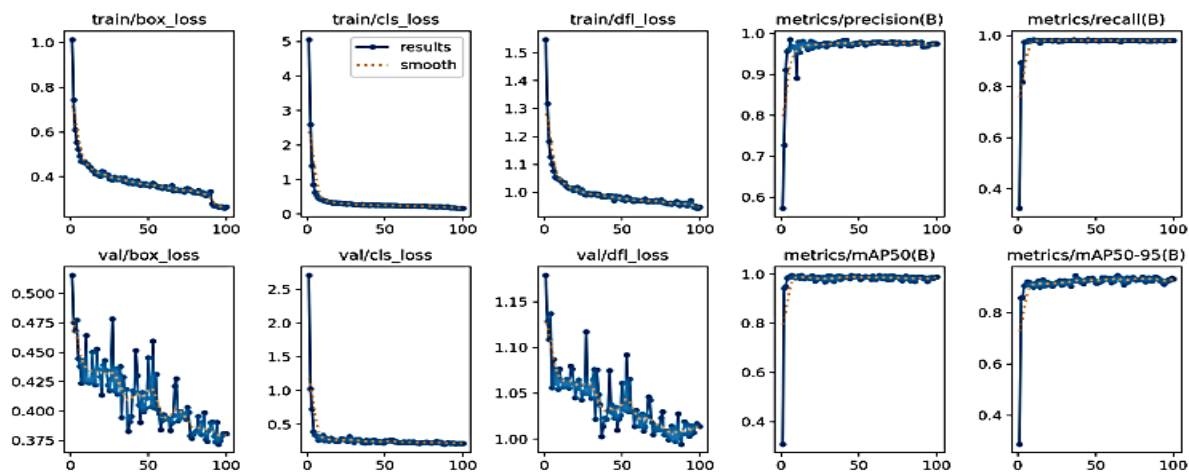 train/box_loss
1.0
0.8
0.6
0.4
0 50 100
train/cls_loss
5
4
3
2
1
0
results
smooth
0 50 100
train/dfl_loss
1.5
1.4
1.3
1.2
1.1
1.0
0 50 100
metrics/precision(B)
1.0
0.9
0.8
0.7
0.6
0 50 100
metrics/recall(B)
1.0
0.8
0.6
0.4
0 50 100
val/box_loss
0.500
0.475
0.450
0.425
0.400
0.375
0 50 100
val/cls_loss
2.5
2.0
1.5
1.0
0.5
0 50 100
val/dfl_loss
1.15
1.10
1.05
1.00
0 50 100
metrics/mAP50(B)
1.0
0.8
0.6
0.4
0 50 100
metrics/mAP50-95(B)
0.8
0.6
0.4
0 50 100